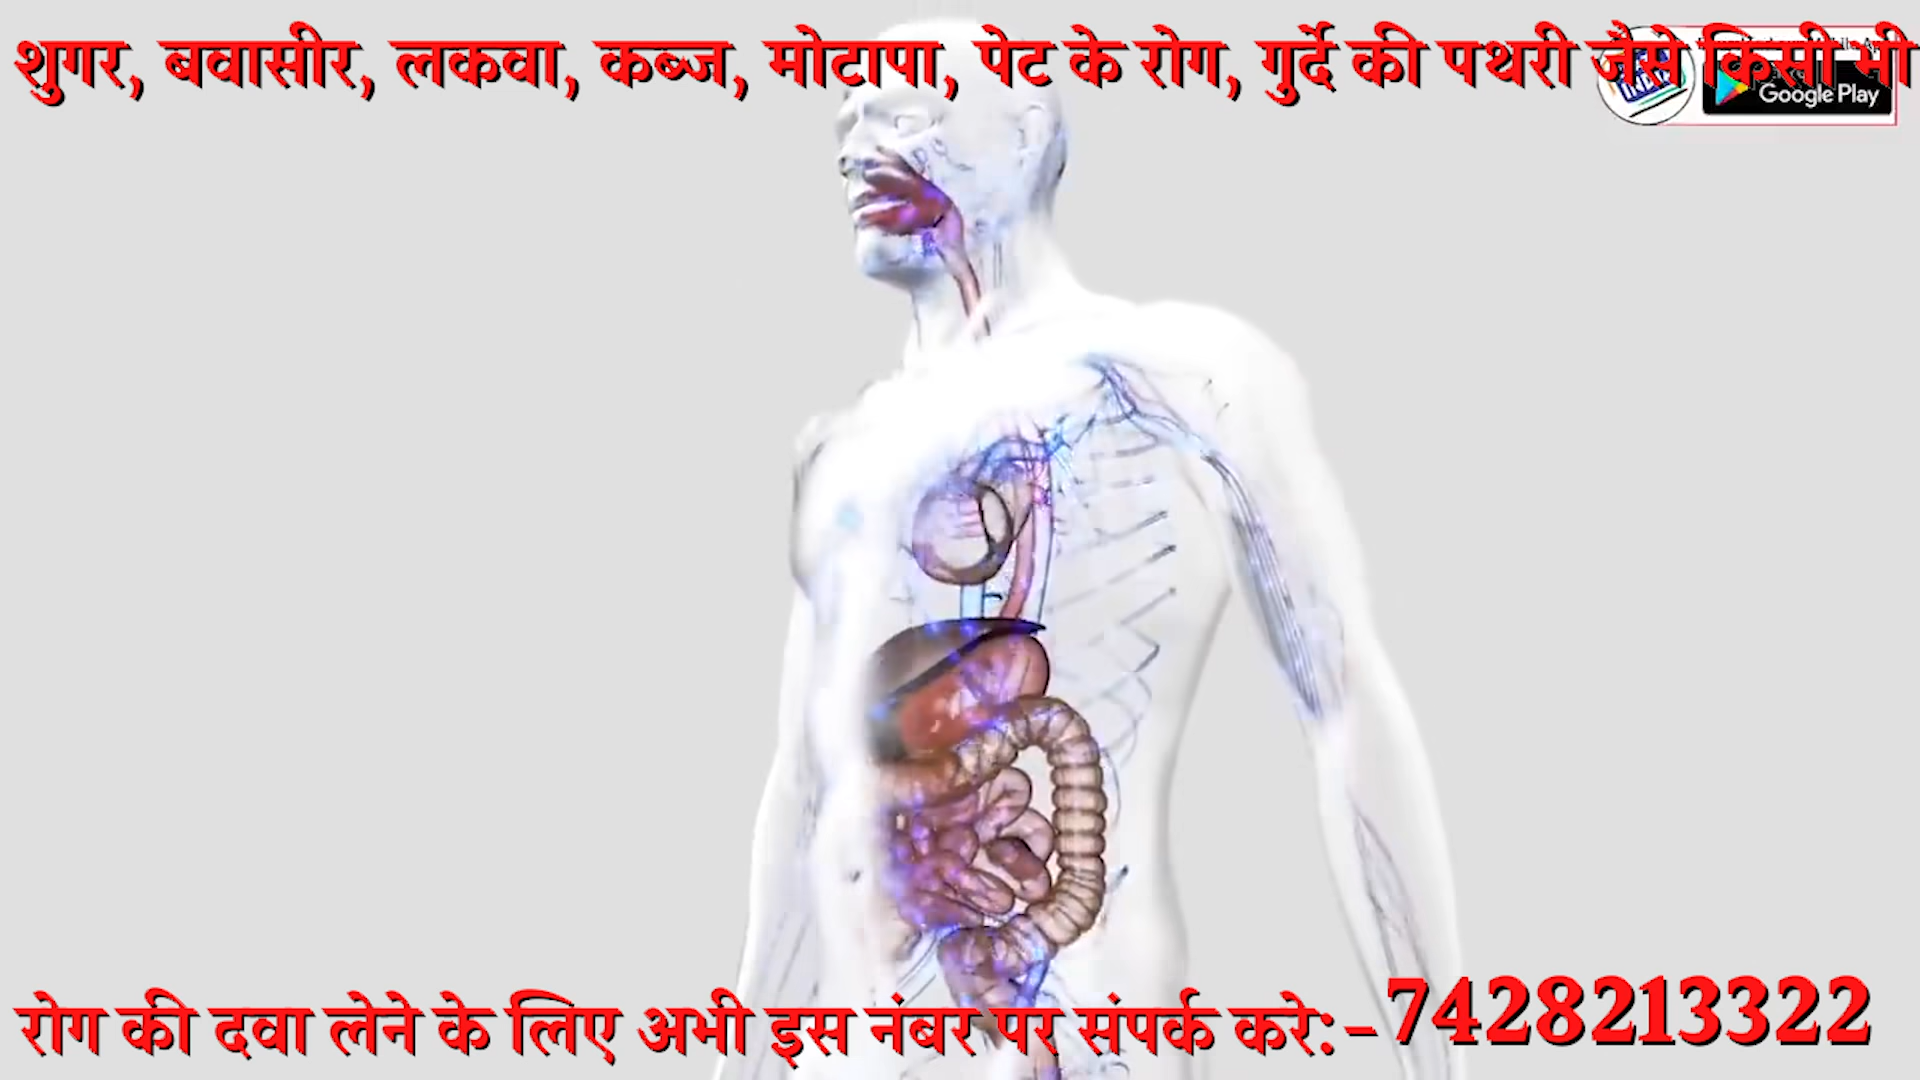 शुगर, बवासीर, लकवा, कब्ज, मोटापा, पेट के रोग, गुर्दे की पथरी जैसे किसी भी
Google Play
रोग की दवा लेने के लिए अभी इस नंबर पर संपर्क करे:-7428213322